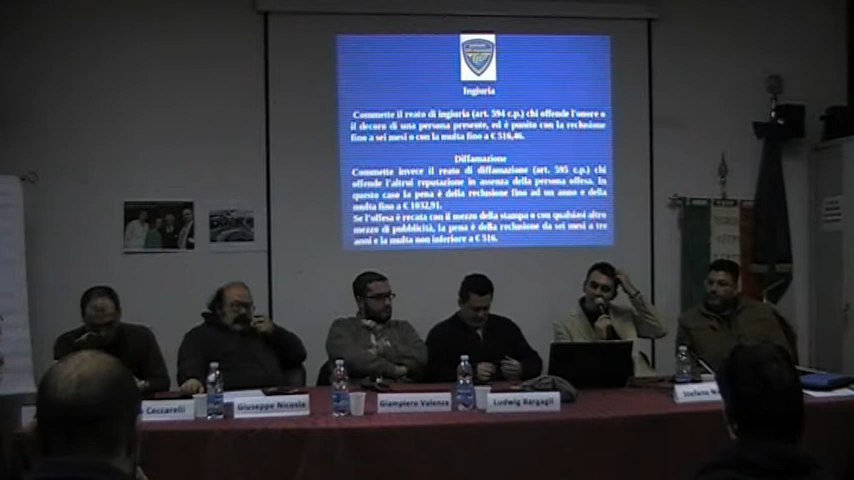 Ingiuria
Commette il reato di ingiuria (art. 594 c.p.) chi offende l'onore o
il decoro di una persona presente, ed è punito con la reclusione
fino a sei mesi o con la multa fino a € 516,46.
Diffamazione
Commette invece il reato di diffamazione (art. 595 c.p.) chi
offende l'altrui reputazione in assenza della persona offesa. In
questo caso la pena è della reclusione fino ad un anno e della
multa fino a € 1032,91.
Se l'offesa è recata con il mezzo della stampa o con qualsiasi altro
mezzo di pubblicità, la pena è della reclusione da sei mesi a tre
anni e la multa non inferiore a € 516.
Ceccarelli
Giuseppe Nicosia
Giampiero Valenza
Ludwig Bargagli
Stefano